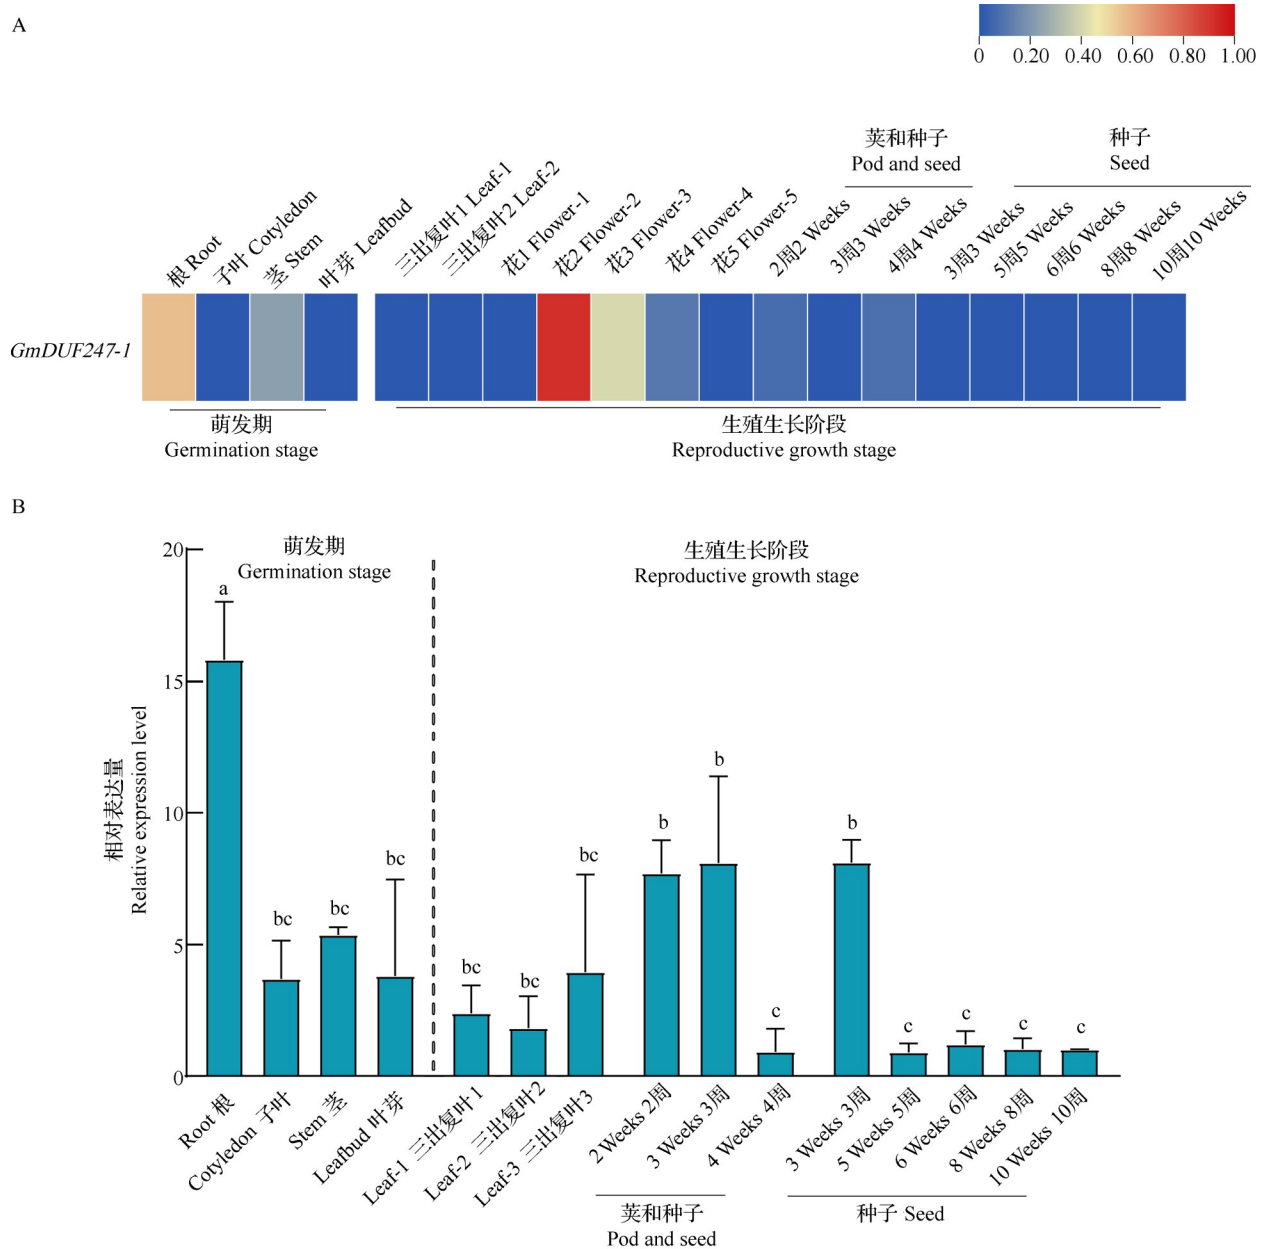 A
0 0.20 0.40 0.60 0.80 1.00
荚和种子
Pod and seed
种子
Seed
根 Root
子叶 Cotyledon
茎 Stem
叶芽 Leafbud
三出复叶1 Leaf-1
三出复叶2 Leaf-2
花1 Flower-1
花2 Flower-2
花3 Flower-3
花4 Flower-4
花5 Flower-5
2周2 Weeks
3周3 Weeks
4周4 Weeks
3周3 Weeks
5周5 Weeks
6周6 Weeks
8周8 Weeks
10周10 Weeks
GmDUF247-1
萌发期
Germination stage
生殖生长阶段
Reproductive growth stage
B
萌发期
Germination stage
生殖生长阶段
Reproductive growth stage
相对表达量
Relative expression level
20
15
10
5
0
a
bc
bc
bc
bc
bc
bc
b
b
c
b
c
c
c
c
Root 根
Cotyledon 子叶
Stem 茎
Leafbud 叶芽
Leaf-1 三出复叶1
Leaf-2 三出复叶2
Leaf-3 三出复叶3
2 Weeks 2周
3 Weeks 3周
4 Weeks 4周
3 Weeks 3周
5 Weeks 5周
6 Weeks 6周
8 Weeks 8周
10 Weeks 10周
荚和种子
Pod and seed
种子 Seed